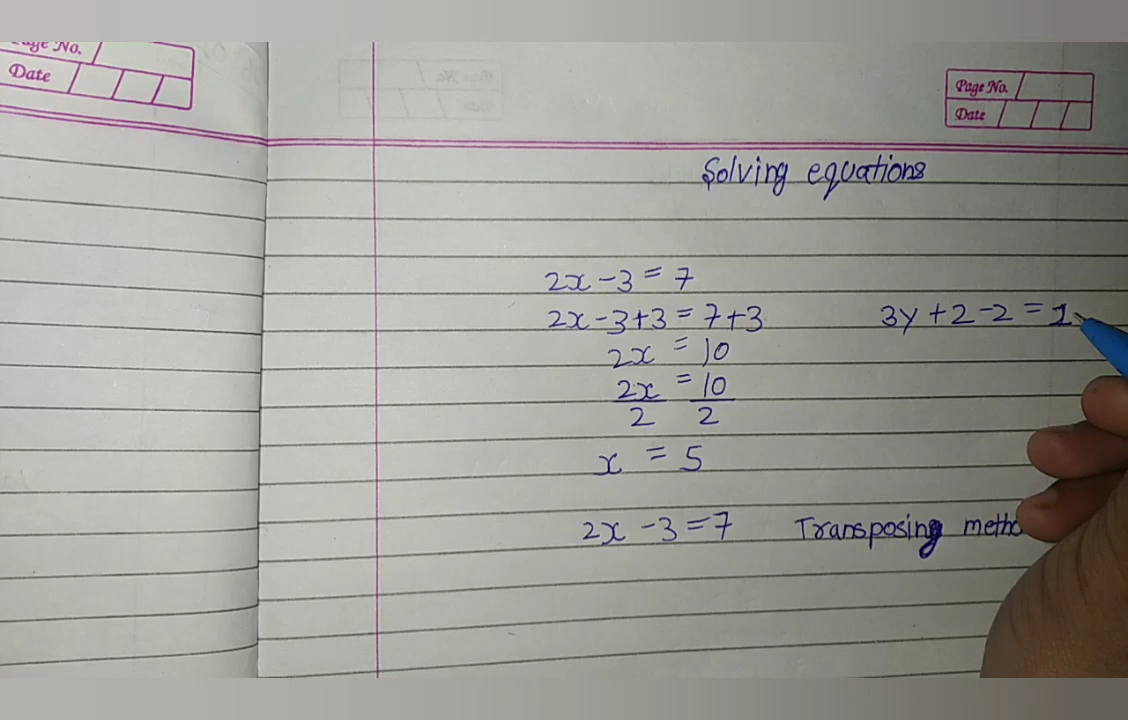 Page No.
Date
Page No.
Date
Solving equations
2x - 3 = 7
2x - 3 + 3 = 7 + 3
3y + 2 - 2 = 1
2x = 10
2x = 10
2 2
x = 5
2x - 3 = 7 Transposing metho